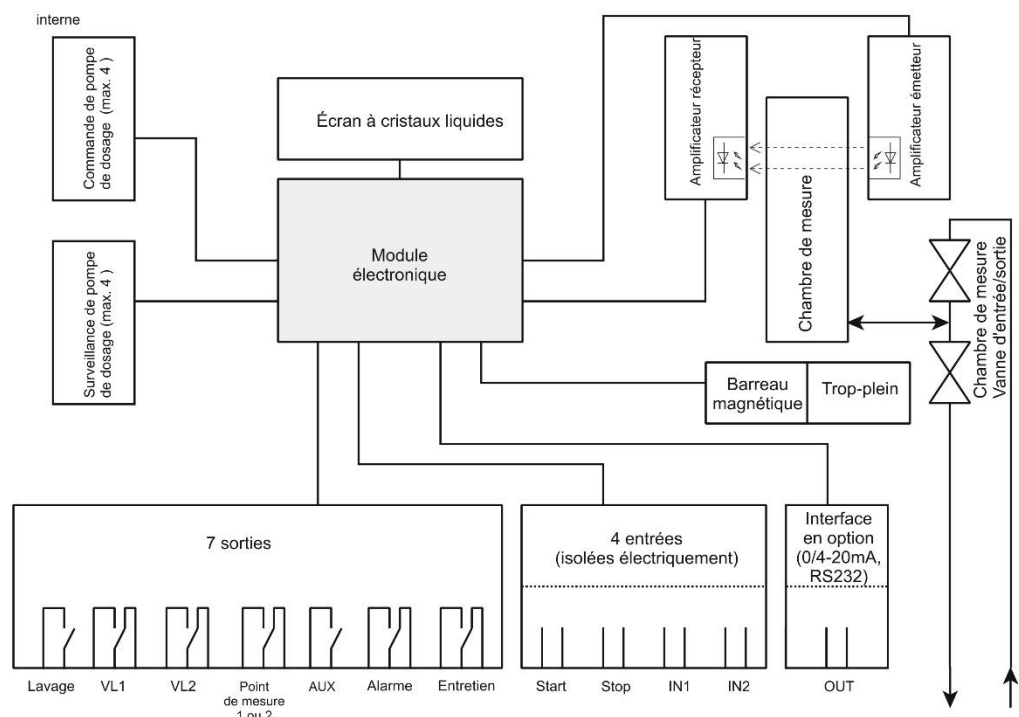 interne
Commande de pompe
de dosage (max. 4 )
Surveillance de pompe
de dosage (max. 4 )
Écran à cristaux liquides
Module
électronique
Amplificateur récepteur
Chambre de mesure
Amplificateur émetteur
Chambre de mesure
Vanne d'entrée/sortie
Barreau
magnétique
Trop-plein
7 sorties
Lavage
VL1
VL2
Point
de mesure
1 ou 2
AUX
Alarme
Entretien
4 entrées
(isolées électriquement)
Start
Stop
IN1
IN2
Interface
en option
(0/4-20mA,
RS232)
OUT